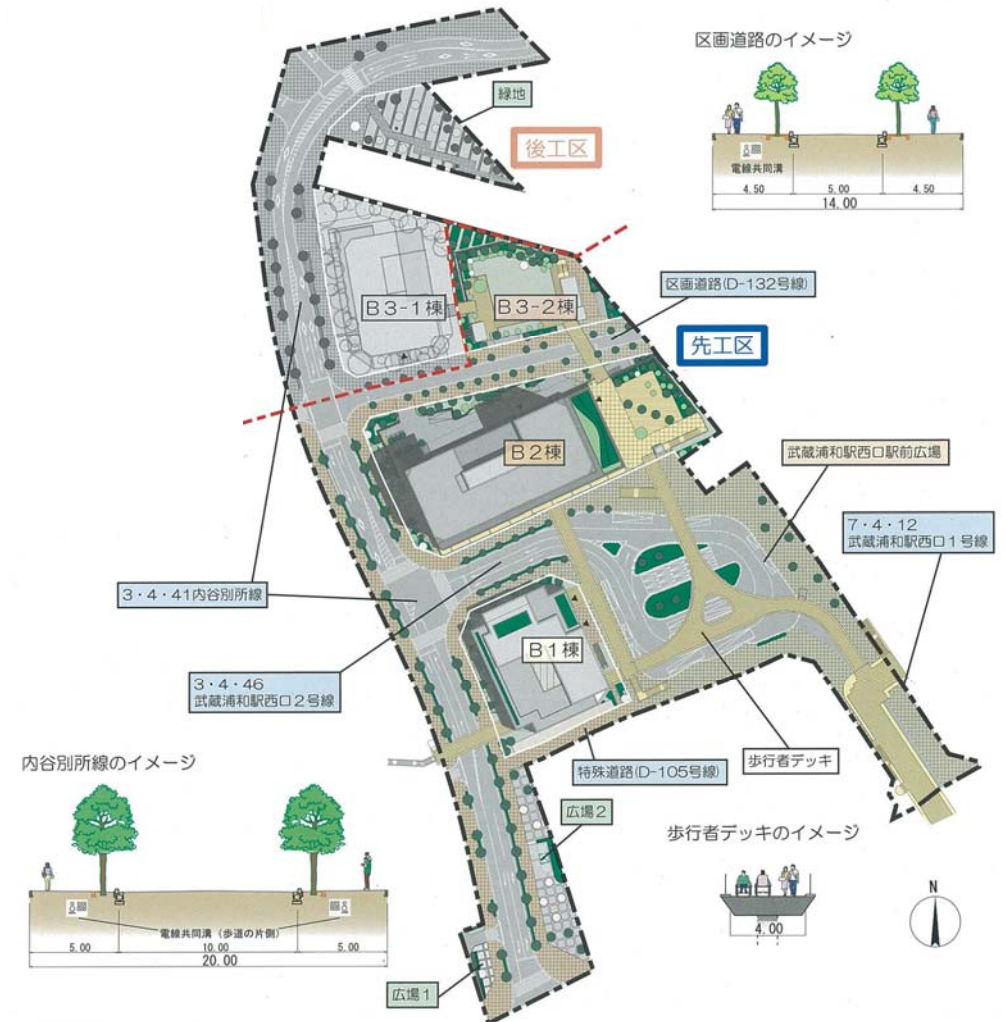 区画道路のイメージ
電線共同溝
4.50
5.00
4.50
14.00
緑地
後工区
区画道路(D-132号線)
B3-1棟
B3-2棟
先工区
B2棟
武蔵浦和駅西口駅前広場
7・4・12
武蔵浦和駅西口1号線
3・4・41内谷別所線
B1棟
3・4・46
武蔵浦和駅西口2号線
特殊道路(D-105号線)
歩行者デッキ
内谷別所線のイメージ
電線共同溝(歩道の片側)
5.00
10.00
5.00
20.00
広場2
歩行者デッキのイメージ
4.00
N
広場1